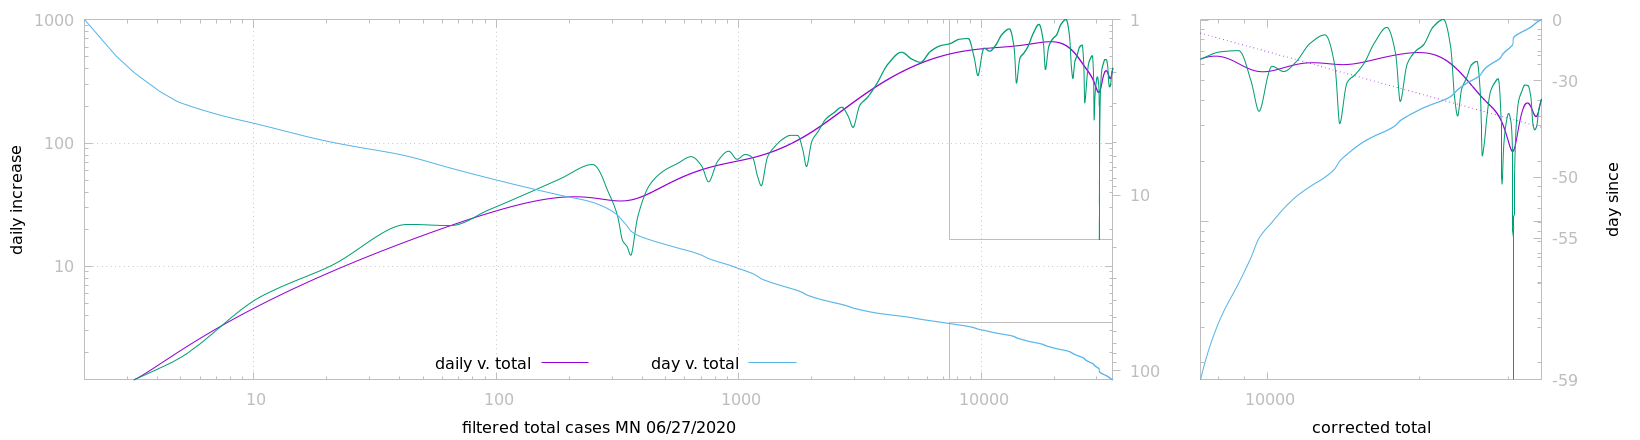 1000
100
10
daily increase
10
100
1000
10000
filtered total cases MN 06/27/2020
daily v. total
day v. total
1
10
100
0
-30
-50
-55
-59
day since
10000
corrected total